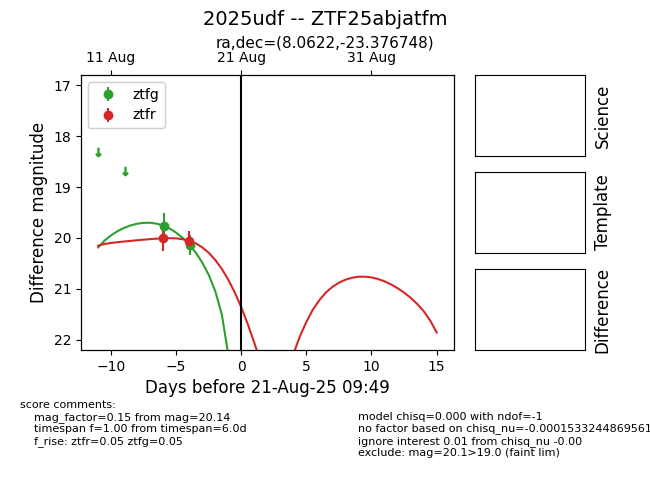 2025udf -- ZTF25abjatfm
ra,dec=(8.0622,-23.376748)
11 Aug 21 Aug 31 Aug
ztfg
ztfr
17
18
19
20
21
22
Difference magnitude
−10 −5 0 5 10 15
Days before 21-Aug-25 09:49
Science
Template
Difference
score comments:
mag_factor=0.15 from mag=20.14
timespan f=1.00 from timespan=6.0d
f_rise: ztfr=0.05 ztfg=0.05
model chisq=0.000 with ndof=-1
no factor based on chisq_nu=-0.0001533244869561
ignore interest 0.01 from chisq_nu -0.00
exclude: mag=20.1>19.0 (faint lim)